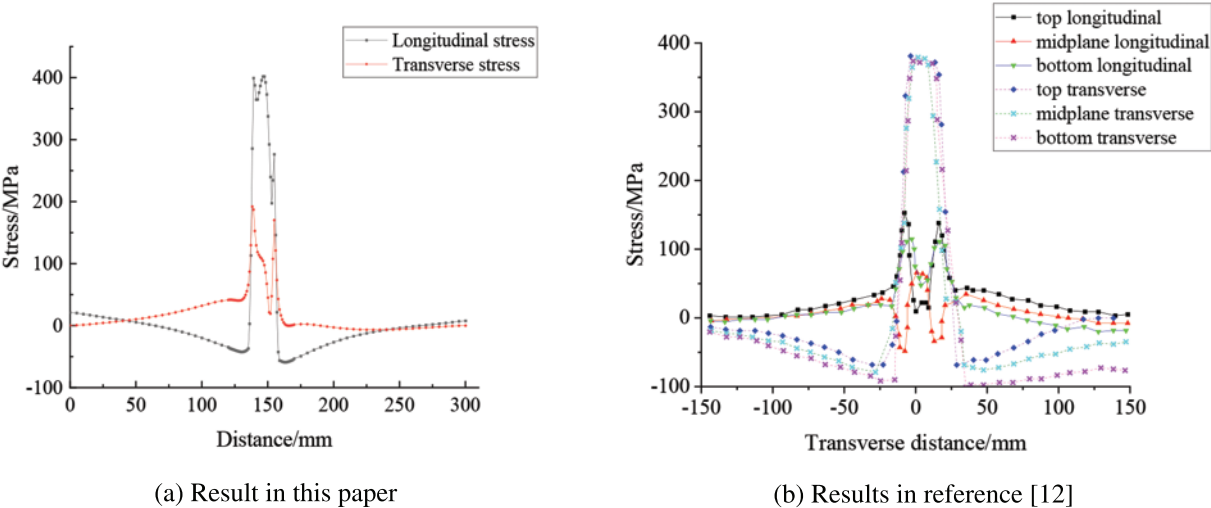 400
300
200
100
0
-100
Stress/MPa
Longitudinal stress
Transverse stress
0 50 100 150 200 250 300
Distance/mm
(a) Result in this paper
400
300
200
100
0
-100
Stress/MPa
top longitudinal
midplane longitudinal
bottom longitudinal
top transverse
midplane transverse
bottom transverse
-150 -100 -50 0 50 100 150
Transverse distance/mm
(b) Results in reference [12]